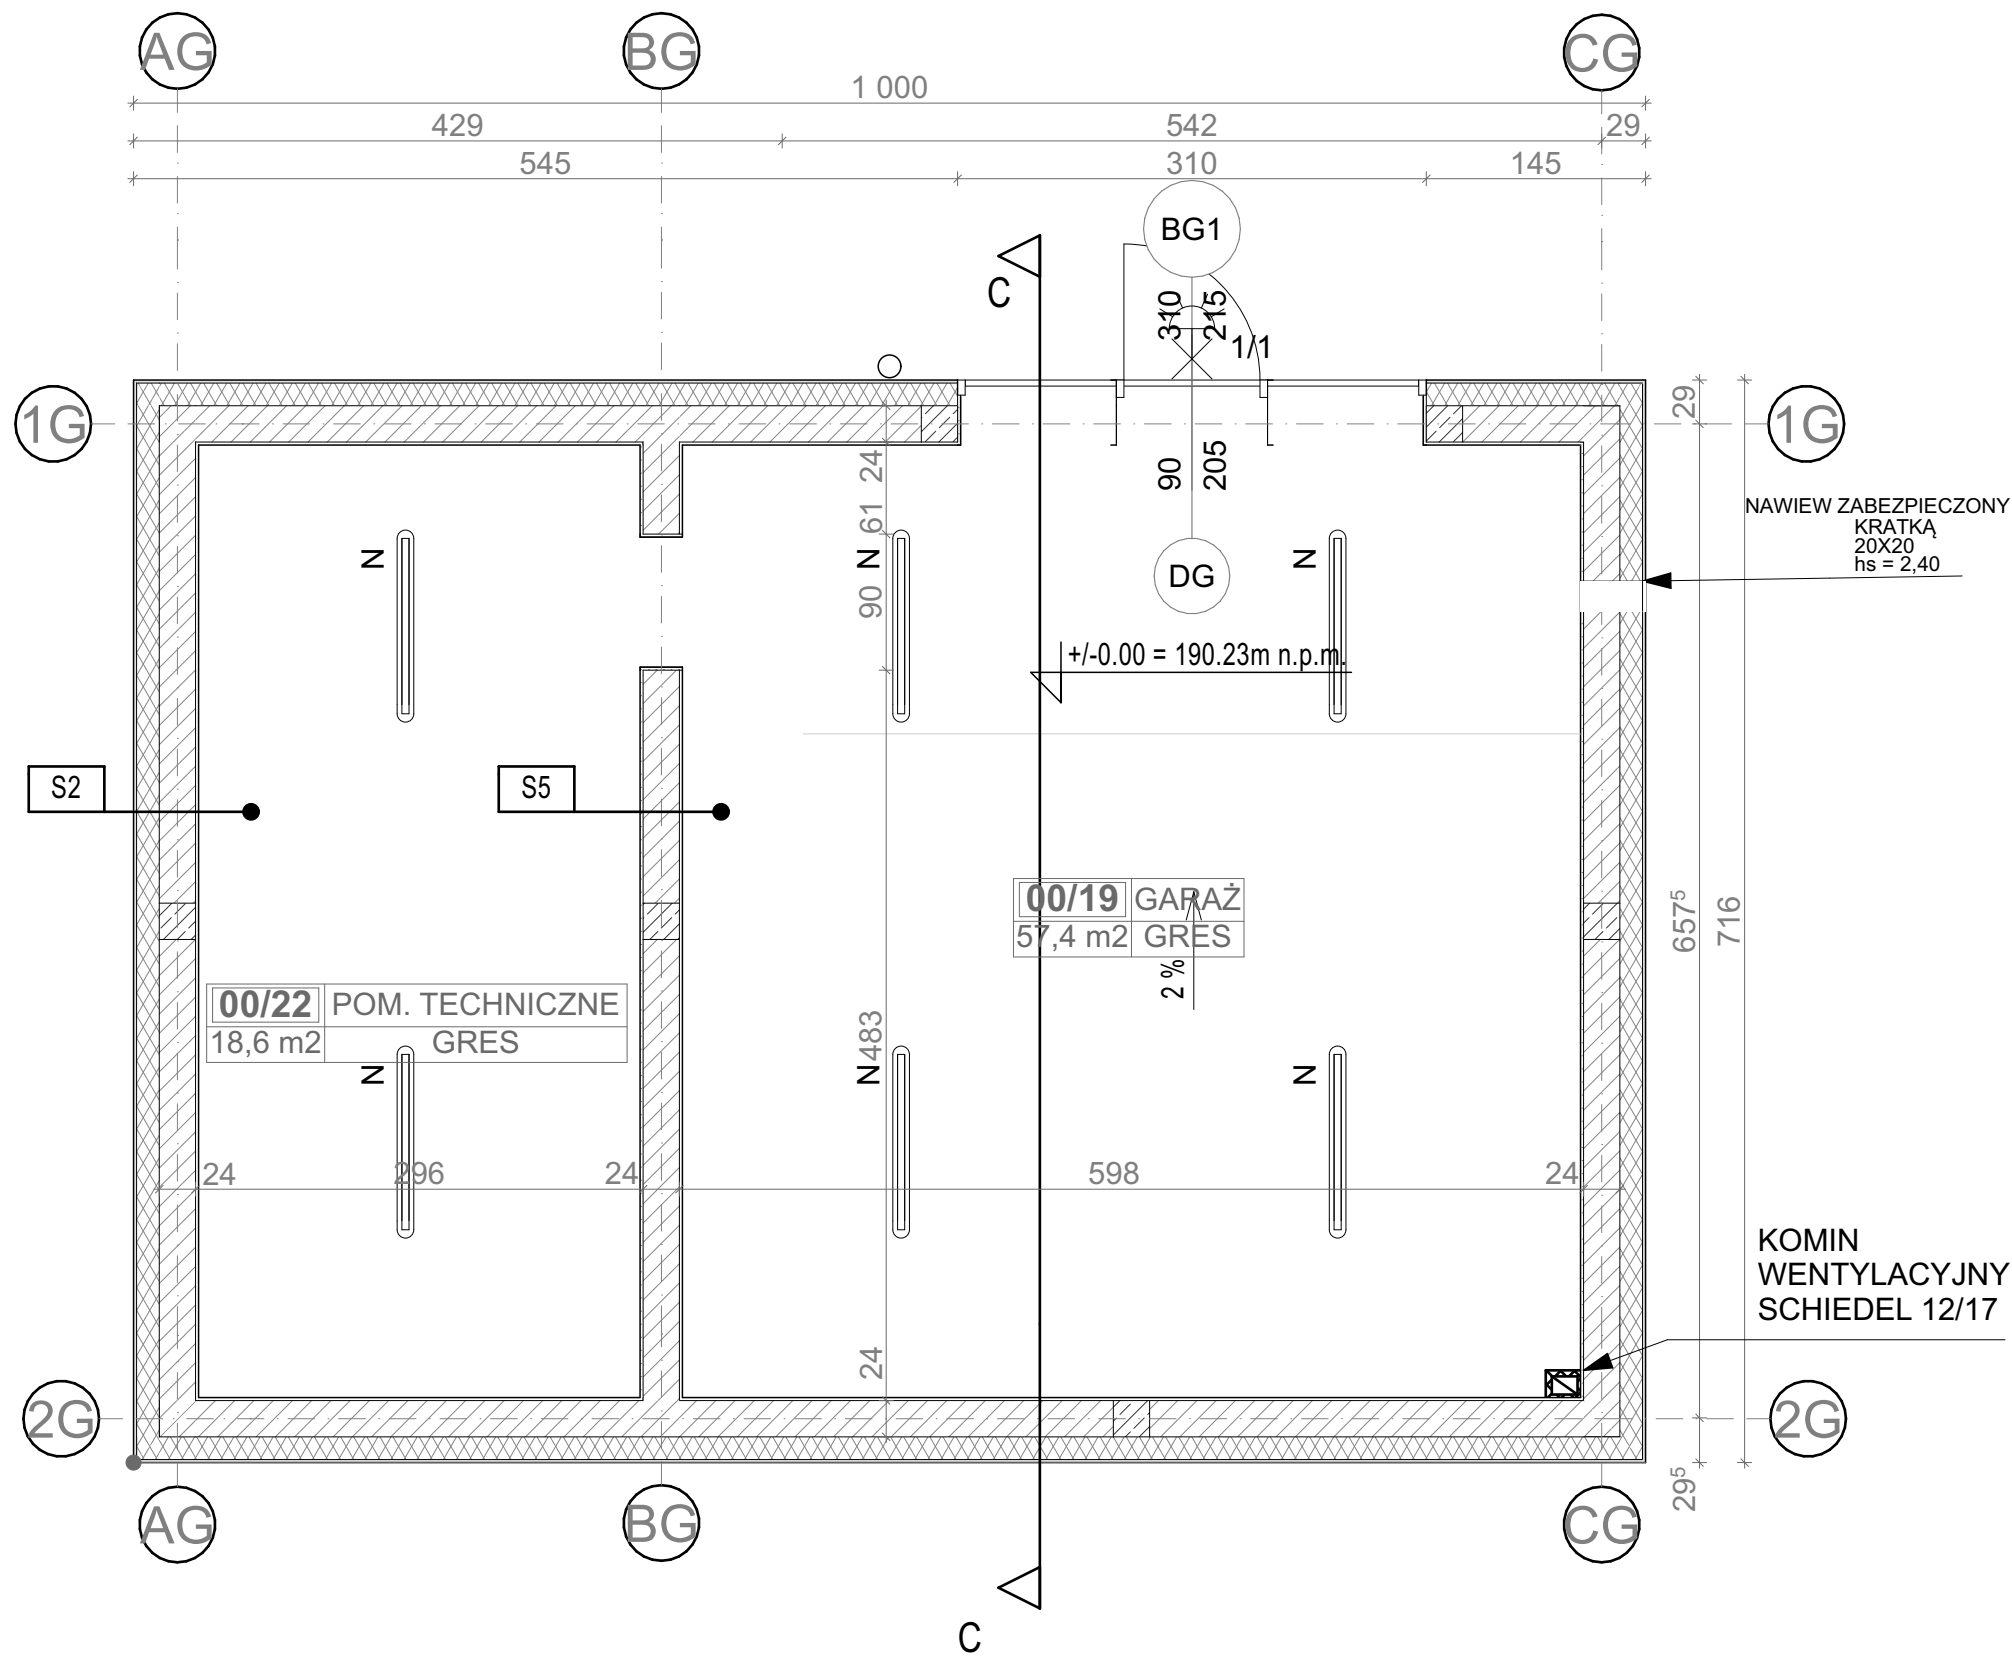 AG
BG
CG
1 000
429
542
29
545
310
145
BG1
C
310
215
1/1
1G
29
1G
24
61
90
205
NAWIEW ZABEZPIECZONY
KRATKĄ
20X20
hs = 2,40
N
N
N
90
DG
+/-0.00 = 190.23m n.p.m.
S2
S5
00/19
GARAŻ
57,4 m2
GRES
657⁵
716
2 %
00/22
POM. TECHNICZNE
18,6 m2
GRES
483
N
N
N
24
296
24
598
24
KOMIN
WENTYLACYJNY
SCHIEDEL 12/17
24
2G
2G
29⁵
AG
BG
CG
C